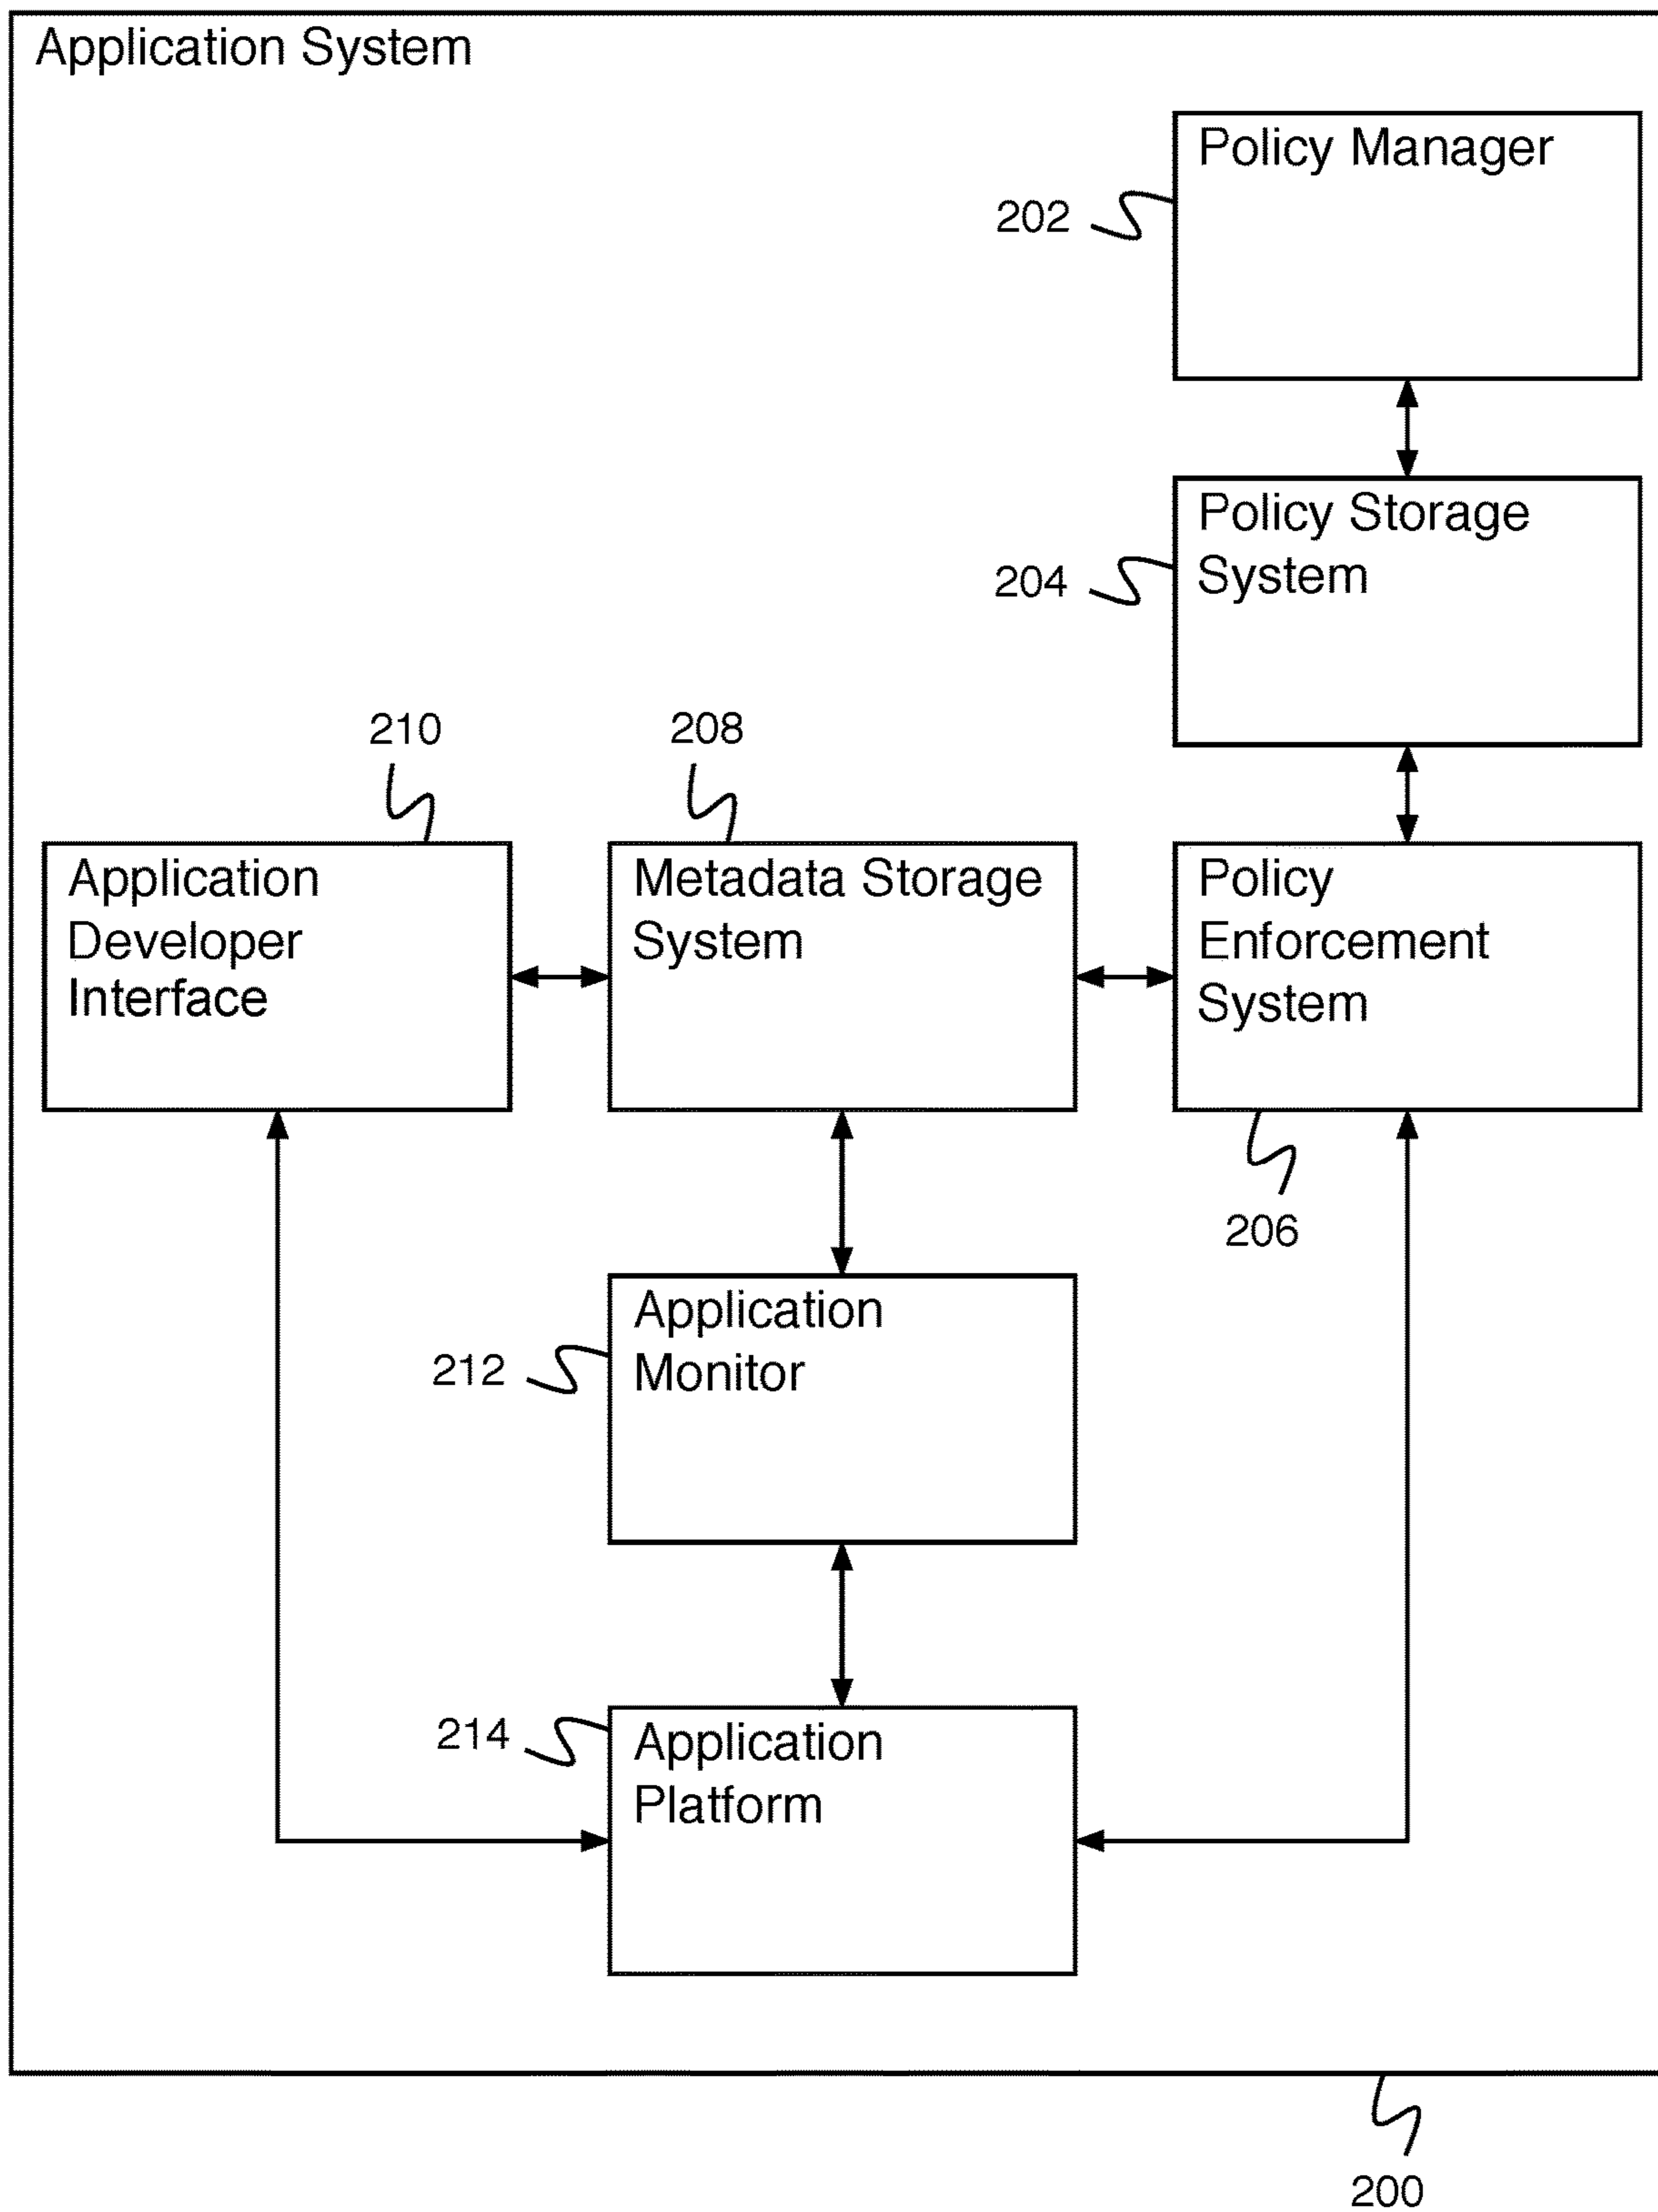 Application System
Policy Manager
202
Policy Storage
System
204
210
208
Application
Developer
Interface
Metadata Storage
System
Policy
Enforcement
System
206
Application
Monitor
212
214
Application
Platform
200